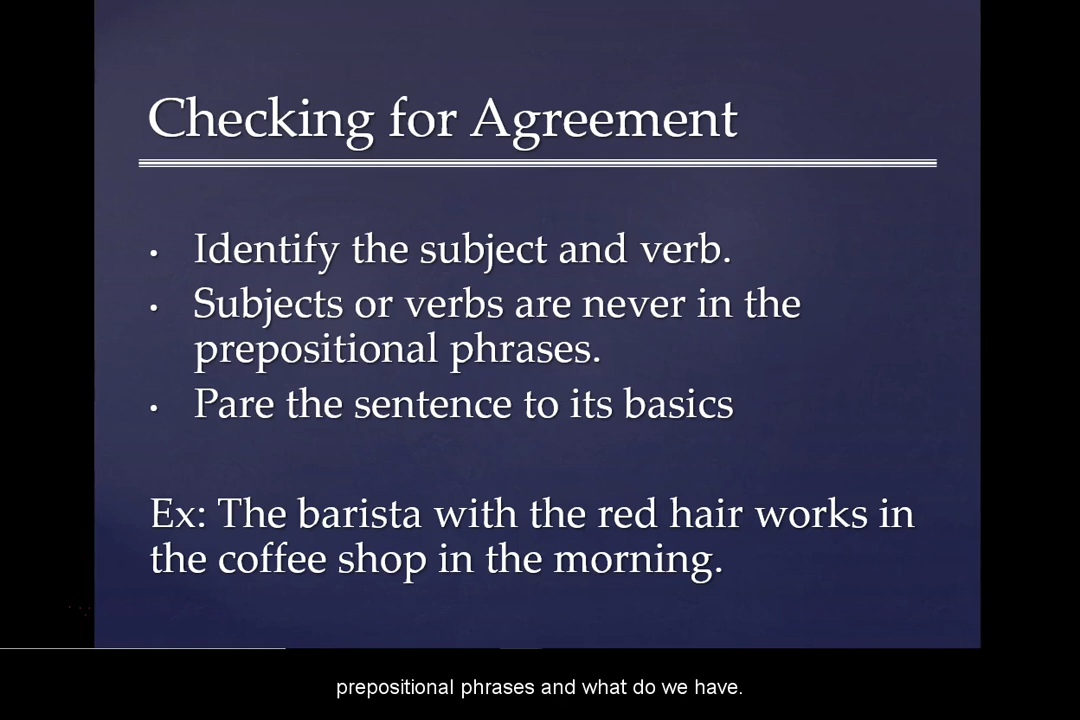 Checking for Agreement
• Identify the subject and verb.
• Subjects or verbs are never in the
prepositional phrases.
• Pare the sentence to its basics
Ex: The barista with the red hair works in
the coffee shop in the morning.
prepositional phrases and what do we have.